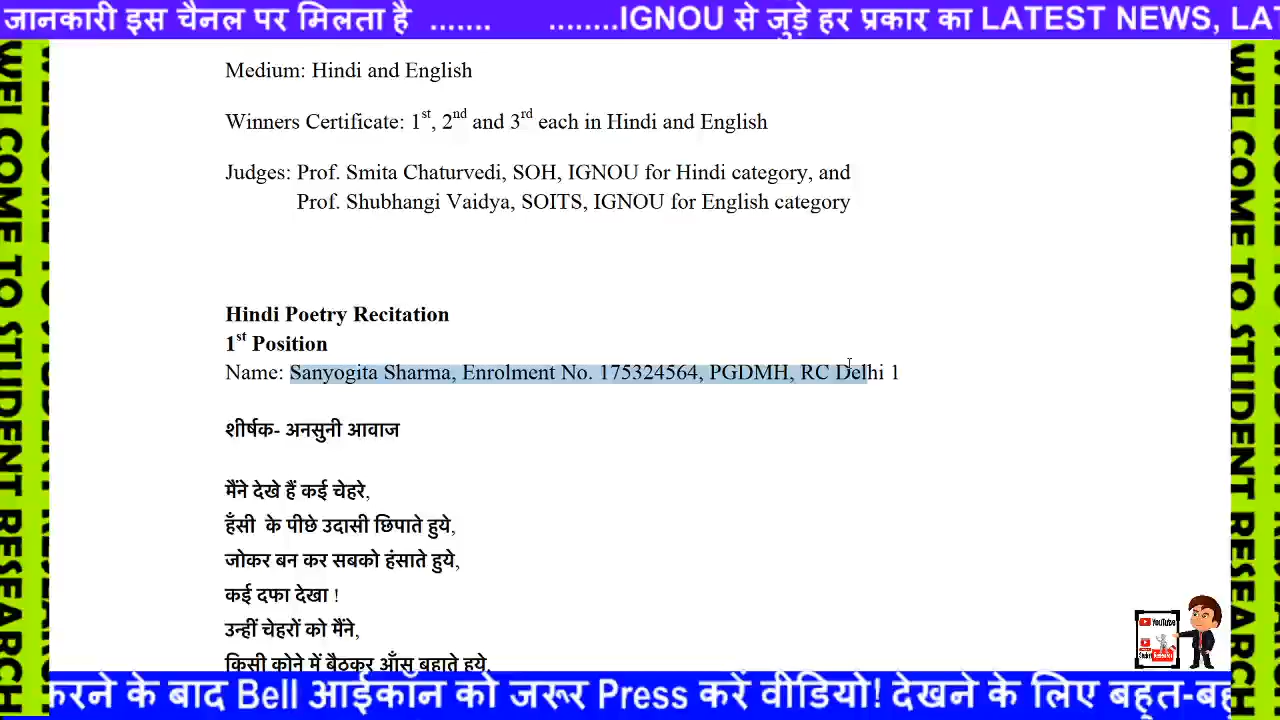 जानकारी इस चैनल पर मिलता है ....... ........IGNOU से जुड़े हर प्रकार का LATEST NEWS, LAT
WELCOME TO STUDENT RESEARCH
Medium: Hindi and English
Winners Certificate: 1st, 2nd and 3rd each in Hindi and English
Judges: Prof. Smita Chaturvedi, SOH, IGNOU for Hindi category, and
Prof. Shubhangi Vaidya, SOITS, IGNOU for English category
Hindi Poetry Recitation
1st Position
Name: Sanyogita Sharma, Enrolment No. 175324564, PGDMH, RC Delhi 1
शीर्षक- अनसुनी आवाज
मैंने देखे हैं कई चेहरे,
हँसी के पीछे उदासी छिपाते हुये,
जोकर बन कर सबको हंसाते हुये,
कई दफा देखा !
उन्हीं चेहरों को मैंने,
किसी कोने में बैठकर आँसू बहाते हुये,
WELCOME TO STUDENT RESEARCH
YouTube
करने के बाद Bell आईकॉन को जरूर Press करें वीडियो! देखने के लिए बहुत-बहु